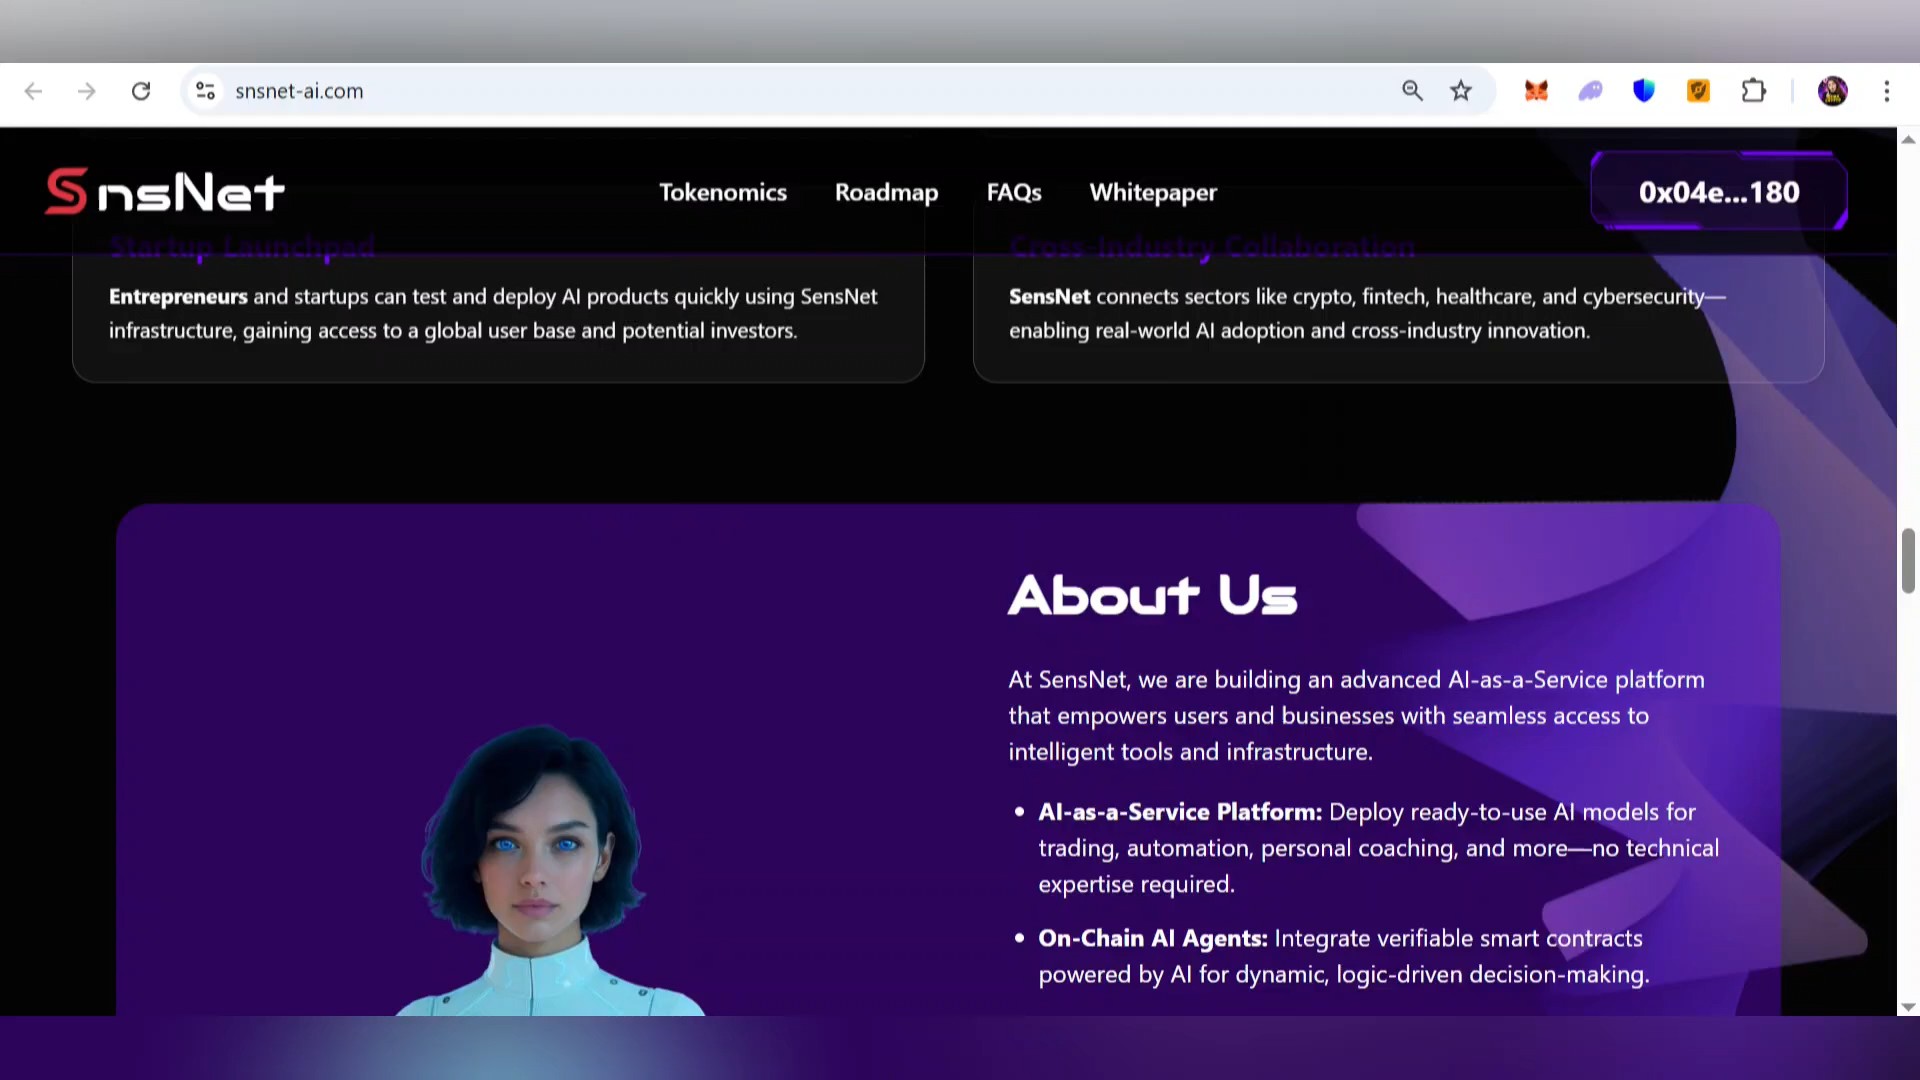 snsnet-ai.com
SnsNet
Tokenomics Roadmap FAQs Whitepaper
0x04e...180
Startup Launchpad
Entrepreneurs and startups can test and deploy AI products quickly using SensNet
infrastructure, gaining access to a global user base and potential investors.
Cross-Industry Collaboration
SensNet connects sectors like crypto, fintech, healthcare, and cybersecurity—
enabling real-world AI adoption and cross-industry innovation.
About Us
At SensNet, we are building an advanced AI-as-a-Service platform
that empowers users and businesses with seamless access to
intelligent tools and infrastructure.
• AI-as-a-Service Platform: Deploy ready-to-use AI models for
trading, automation, personal coaching, and more—no technical
expertise required.
• On-Chain AI Agents: Integrate verifiable smart contracts
powered by AI for dynamic, logic-driven decision-making.